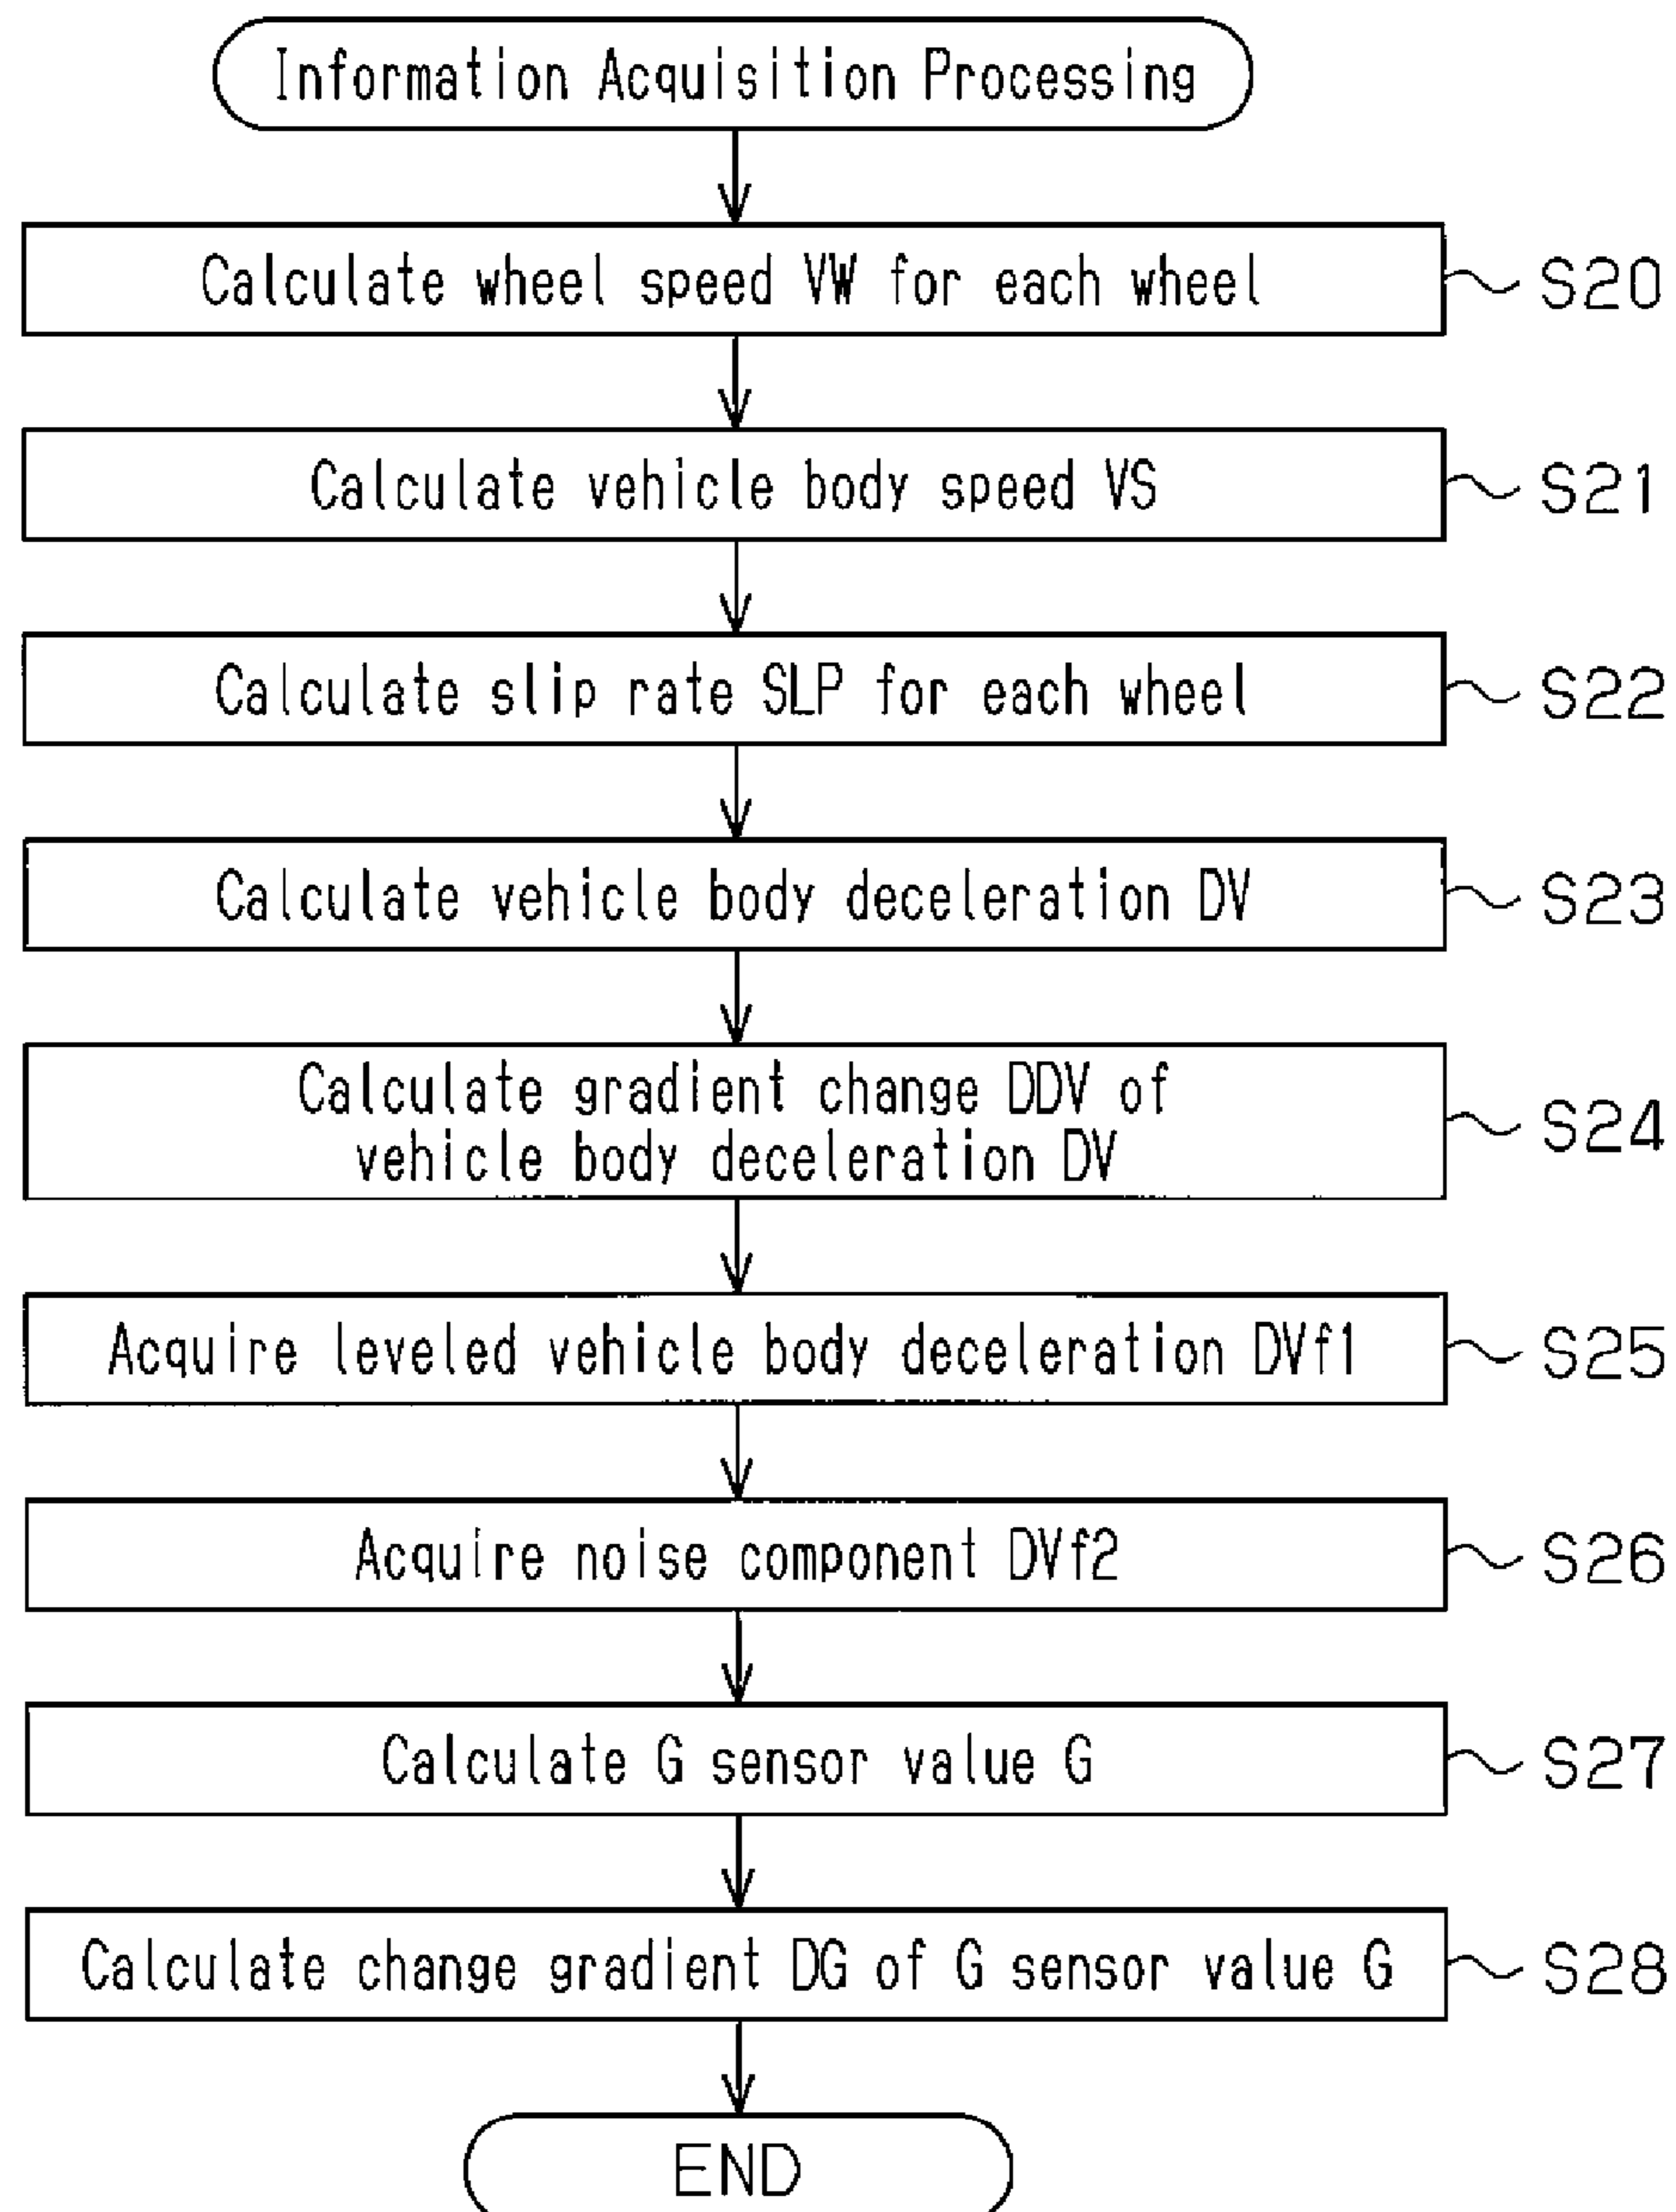 Information Acquisition Processing
Calculate wheel speed VW for each wheel
S20
Calculate vehicle body speed VS
S21
Calculate slip rate SLP for each wheel
S22
Calculate vehicle body deceleration DV
S23
Calculate gradient change DDV of
vehicle body deceleration DV
S24
Acquire leveled vehicle body deceleration DVf1
S25
Acquire noise component DVf2
S26
Calculate G sensor value G
S27
Calculate change gradient DG of G sensor value G
S28
END